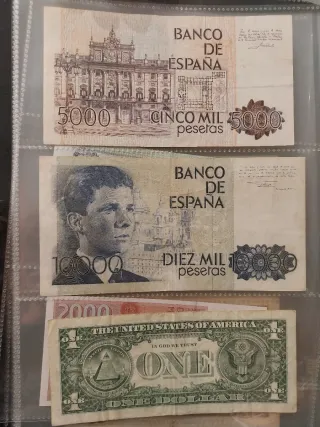 BANCO
DE
ESPAÑA
5000
CINCO MIL
pesetas
5000
BANCO
DE
ESPAÑA
10000
DIEZ MIL
pesetas
2000
THE UNITED STATES OF AMERICA
IN GOD WE TRUST
ONE
ONE DOLLAR